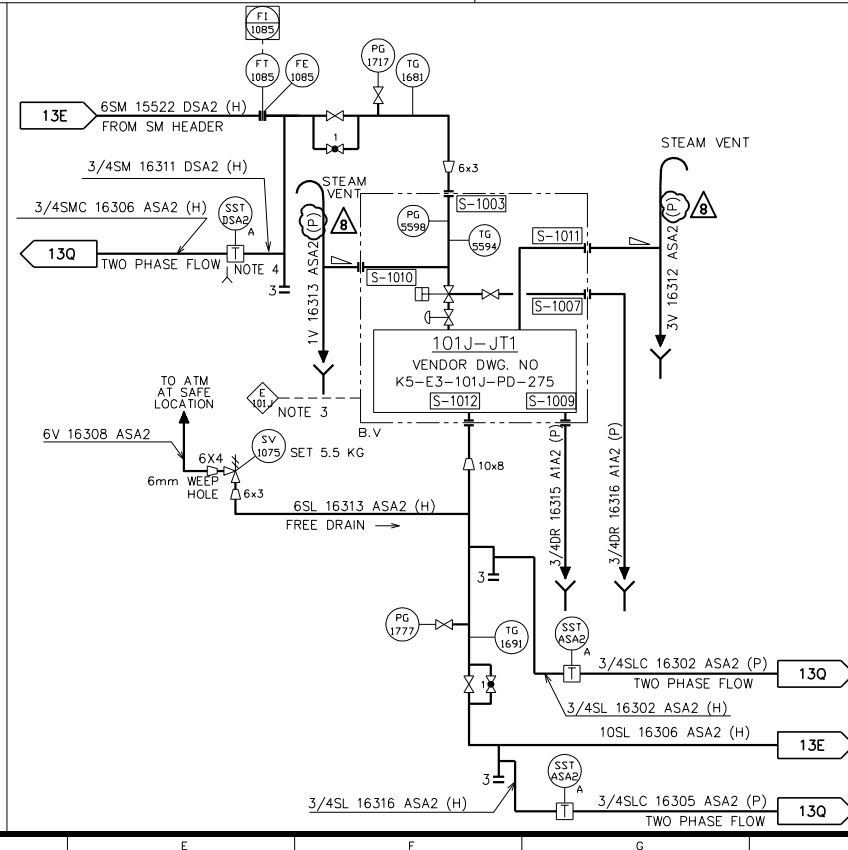 FI
1085
FT
1085
FE
1085
PG
1717
TG
1681
13E
6SM 15522 DSA2 (H)
FROM SM HEADER
1
3/4SM 16311 DSA2 (H)
6x3
STEAM VENT
STEAM
VENT
S-1003
3/4SMC 16306 ASA2 (H)
SST
DSA2
A
(P)
8
PG
5598
TG
5594
S-1011
(P)
8
13Q
TWO PHASE FLOW
NOTE 4
3
1V 16313 ASA2
S-1010
S-1007
3V 16312 ASA2
101J-JT1
VENDOR DWG. NO
K5-E3-101J-PD-275
S-1012
S-1009
TO ATM
AT SAFE
LOCATION
E
101J
NOTE 3
B.V
6V 16308 ASA2
SV
1075
SET 5.5 KG
6X4
6mm WEEP
HOLE
6x3
10x8
6SL 16313 ASA2 (H)
FREE DRAIN
3/4DR 16315 A1A2 (P)
3/4DR 16316 A1A2 (P)
3
PG
1777
TG
1691
SST
ASA2
A
3/4SLC 16302 ASA2 (P)
13Q
TWO PHASE FLOW
1
3/4SL 16302 ASA2 (H)
10SL 16306 ASA2 (H)
13E
3
SST
ASA2
A
3/4SL 16316 ASA2 (H)
3/4SLC 16305 ASA2 (P)
13Q
TWO PHASE FLOW
T
T
T
E
F
G